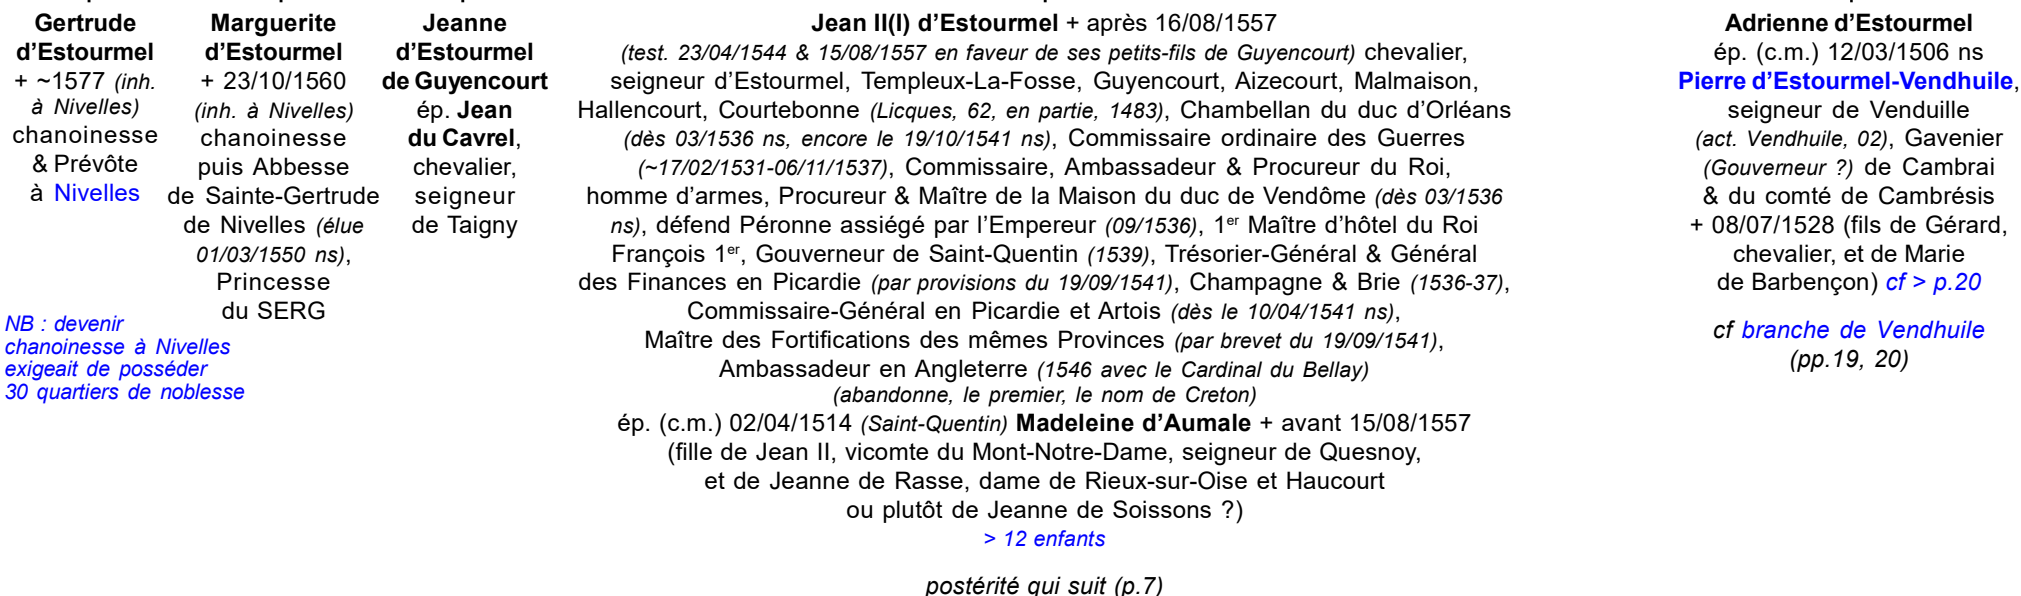 Gertrude
d’Estourmel
+ ~1577 (inh.
à Nivelles)
chanoinesse
& Prévôte
à Nivelles
NB : devenir
chanoinesse à Nivelles
exigeait de posséder
30 quartiers de noblesse
Marguerite
d’Estourmel
+ 23/10/1560
(inh. à Nivelles)
chanoinesse
puis Abbesse
de Sainte-Gertrude
de Nivelles (élue
01/03/1550 ns),
Princesse
du SERG
Jeanne
d’Estourmel
de Guyencourt
ép. Jean
du Cavrel,
chevalier,
seigneur
de Taigny
Jean II(I) d’Estourmel + après 16/08/1557
(test. 23/04/1544 & 15/08/1557 en faveur de ses petits-fils de Guyencourt) chevalier,
seigneur d’Estourmel, Templeux-La-Fosse, Guyencourt, Aizecourt, Malmaison,
Hallencourt, Courtebonne (Licques, 62, en partie, 1483), Chambellan du duc d’Orléans
(dès 03/1536 ns, encore le 19/10/1541 ns), Commissaire ordinaire des Guerres
(~17/02/1531-06/11/1537), Commissaire, Ambassadeur & Procureur du Roi,
homme d’armes, Procureur & Maître de la Maison du duc de Vendôme (dès 03/1536
ns), défend Péronne assiégé par l’Empereur (09/1536), 1er Maître d’hôtel du Roi
François 1er, Gouverneur de Saint-Quentin (1539), Trésorier-Général & Général
des Finances en Picardie (par provisions du 19/09/1541), Champagne & Brie (1536-37),
Commissaire-Général en Picardie et Artois (dès le 10/04/1541 ns),
Maître des Fortifications des mêmes Provinces (par brevet du 19/09/1541),
Ambassadeur en Angleterre (1546 avec le Cardinal du Bellay)
(abandonne, le premier, le nom de Creton)
ép. (c.m.) 02/04/1514 (Saint-Quentin) Madeleine d’Aumale + avant 15/08/1557
(fille de Jean II, vicomte du Mont-Notre-Dame, seigneur de Quesnoy,
et de Jeanne de Rasse, dame de Rieux-sur-Oise et Haucourt
ou plutôt de Jeanne de Soissons ?)
> 12 enfants
postérité qui suit (p.7)
Adrienne d’Estourmel
ép. (c.m.) 12/03/1506 ns
Pierre d’Estourmel-Vendhuile,
seigneur de Venduille
(act. Vendhuile, 02), Gavenier
(Gouverneur ?) de Cambrai
& du comté de Cambrésis
+ 08/07/1528 (fils de Gérard,
chevalier, et de Marie
de Barbençon) cf > p.20
cf branche de Vendhuile
(pp.19, 20)